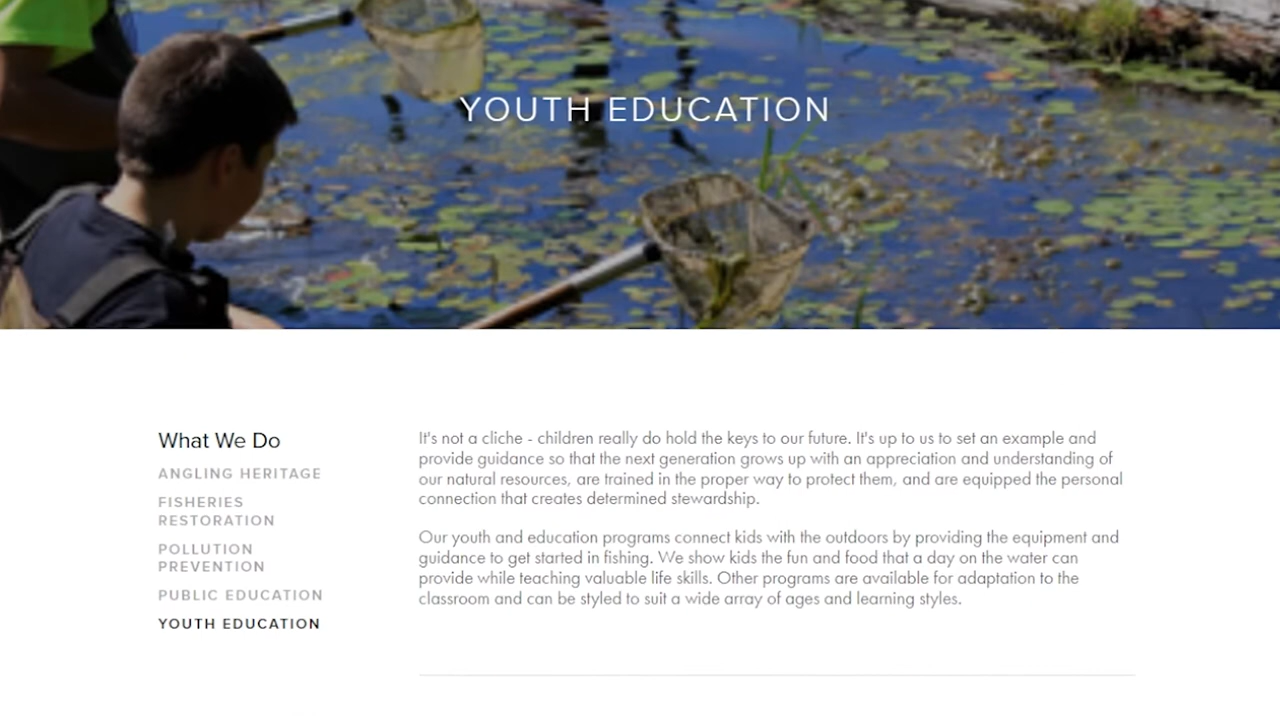 YOUTH EDUCATION
What We Do
ANGLING HERITAGE
FISHERIES
RESTORATION
POLLUTION
PREVENTION
PUBLIC EDUCATION
YOUTH EDUCATION
It's not a cliche - children really do hold the keys to our future. It's up to us to set an example and
provide guidance so that the next generation grows up with an appreciation and understanding of
our natural resources, are trained in the proper way to protect them, and are equipped the personal
connection that creates determined stewardship.
Our youth and education programs connect kids with the outdoors by providing the equipment and
guidance to get started in fishing. We show kids the fun and food that a day on the water can
provide while teaching valuable life skills. Other programs are available for adaptation to the
classroom and can be styled to suit a wide array of ages and learning styles.